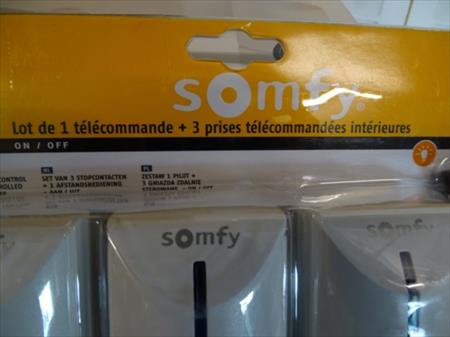 somfy
Lot de 1 télécommande + 3 prises télécommandées intérieures
ON / OFF
CONTROL
ROLLED
NL
SET VAN 3 STOPCONTACTEN
+ 1 AFSTANDSBEDIENING
PL
ZESTAW 1 PILOT +
3 GNIAZDA ZDALNIE
somfy
somfy